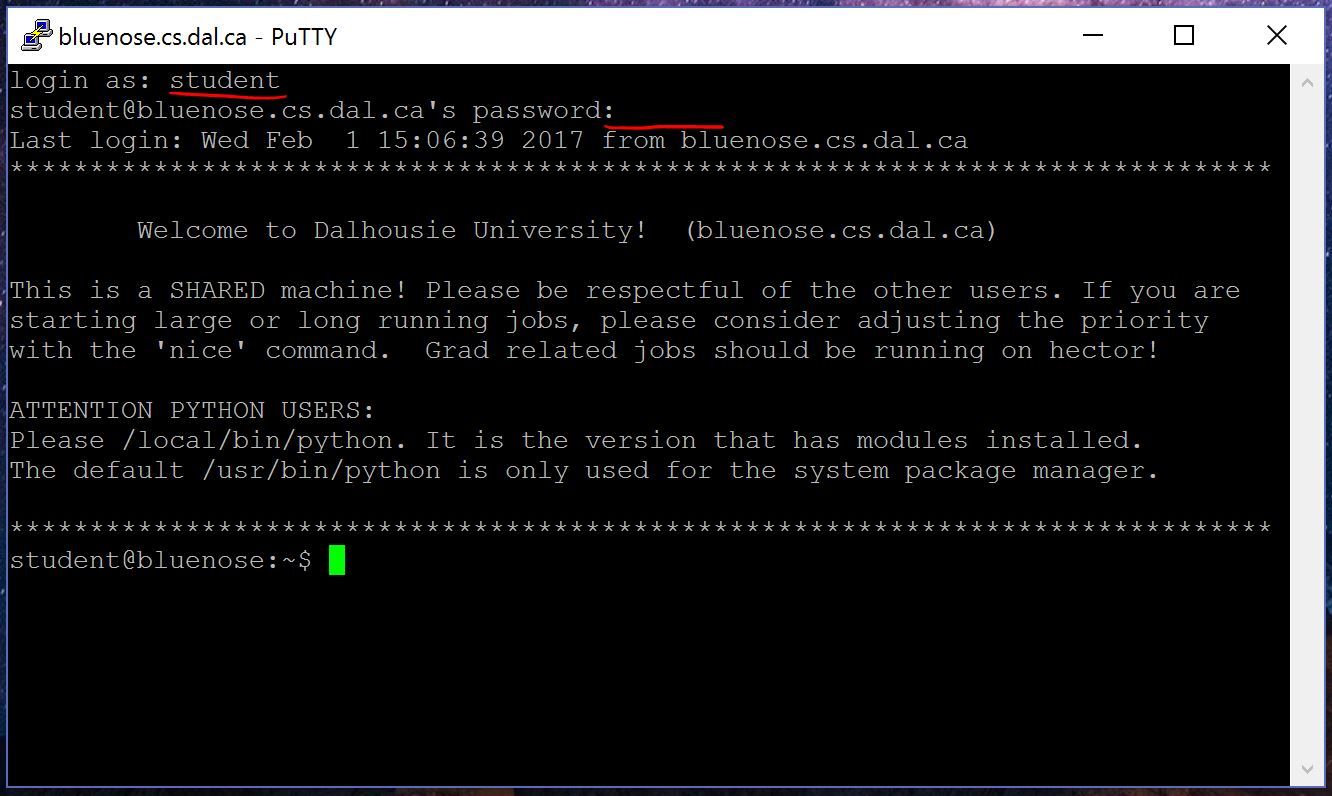 bluenose.cs.dal.ca - PuTTY
login as: student
student@bluenose.cs.dal.ca's password:
Last login: Wed Feb  1 15:06:39 2017 from bluenose.cs.dal.ca
*******************************************************************************
Welcome to Dalhousie University!  (bluenose.cs.dal.ca)
This is a SHARED machine! Please be respectful of the other users. If you are
starting large or long running jobs, please consider adjusting the priority
with the 'nice' command.  Grad related jobs should be running on hector!
ATTENTION PYTHON USERS:
Please /local/bin/python. It is the version that has modules installed.
The default /usr/bin/python is only used for the system package manager.
*******************************************************************************
student@bluenose:~$